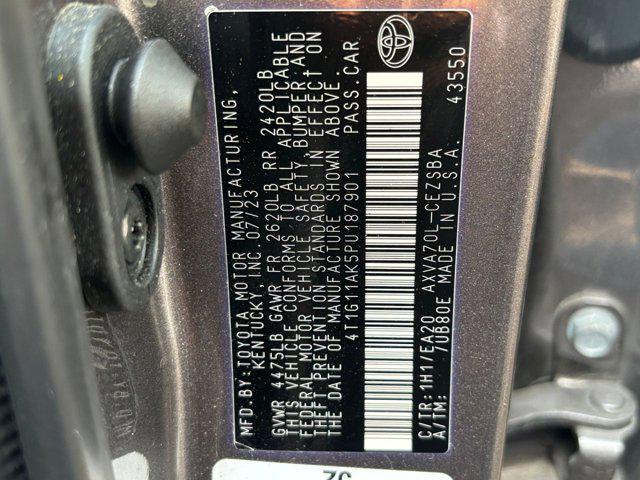 MFD. BY: TOYOTA MOTOR MANUFACTURING,
KENTUCKY, INC. 07/23
GVWR 4475LB GAWR FR 2620LB RR 2420LB
THIS VEHICLE CONFORMS TO ALL APPLICABLE
FEDERAL MOTOR VEHICLE SAFETY, BUMPER AND
THEFT PREVENTION STANDARDS IN EFFECT ON
THE DATE OF MANUFACTURE SHOWN ABOVE.
4T1G11AK5PU187901 PASS. CAR
C/TR: 1H17EA20 AXVA70L-CEZSBA
A/TM: 7UB80E MADE IN U.S.A. 43550